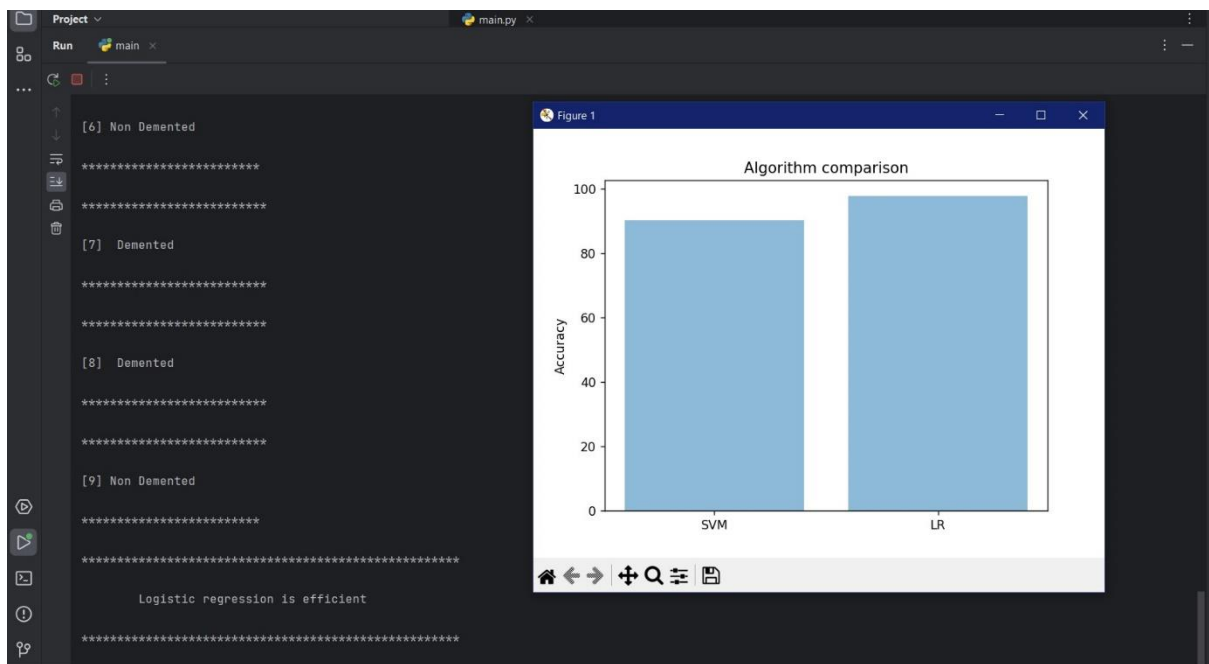 Project
main.py
Run main
[6] Non Demented
*************************
**************************
[7]  Demented
**************************
**************************
[8]  Demented
**************************
**************************
[9] Non Demented
*************************
*****************************************************
Logistic regression is efficient
*****************************************************
Figure 1
Algorithm comparison
100
80
60
40
20
0
Accuracy
SVM LR